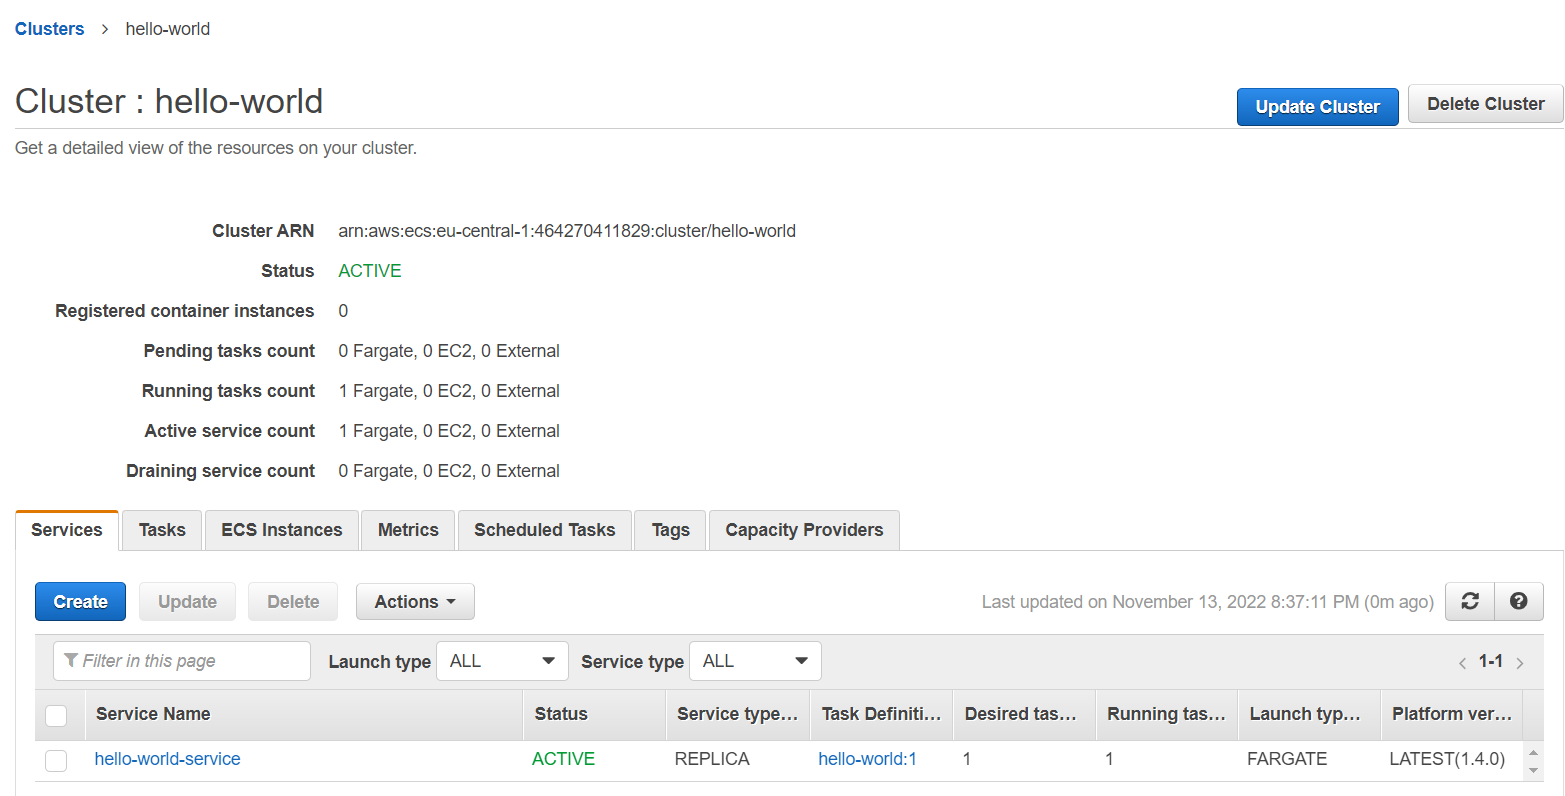 Clusters > hello-world
Cluster : hello-world
Update Cluster
Delete Cluster
Get a detailed view of the resources on your cluster.
Cluster ARN arn:aws:ecs:eu-central-1:464270411829:cluster/hello-world
Status ACTIVE
Registered container instances 0
Pending tasks count 0 Fargate, 0 EC2, 0 External
Running tasks count 1 Fargate, 0 EC2, 0 External
Active service count 1 Fargate, 0 EC2, 0 External
Draining service count 0 Fargate, 0 EC2, 0 External
Services Tasks ECS Instances Metrics Scheduled Tasks Tags Capacity Providers
Create Update Delete Actions Last updated on November 13, 2022 8:37:11 PM (0m ago) ?
Filter in this page Launch type ALL Service type ALL < 1-1 >
Service Name Status Service type... Task Definiti... Desired tas... Running tas... Launch typ... Platform ver...
hello-world-service ACTIVE REPLICA hello-world:1 1 1 FARGATE LATEST(1.4.0)